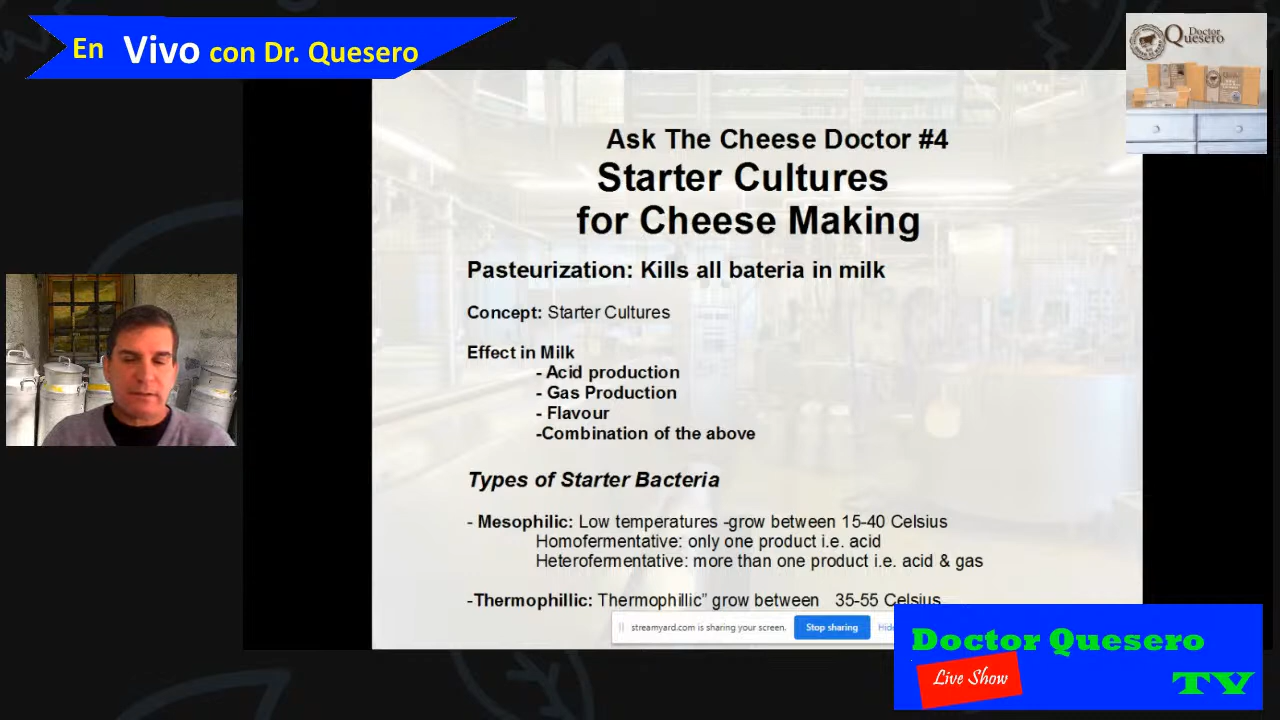 En Vivo con Dr. Quesero
Doctor
Quesero
Ask The Cheese Doctor #4
Starter Cultures
for Cheese Making
Pasteurization: Kills all bateria in milk
Concept: Starter Cultures
Effect in Milk
- Acid production
- Gas Production
- Flavour
-Combination of the above
Types of Starter Bacteria
- Mesophilic: Low temperatures -grow between 15-40 Celsius
Homofermentative: only one product i.e. acid
Heterofermentative: more than one product i.e. acid & gas
-Thermophillic: Thermophillic" grow between 35-55 Celsius
streamyard.com is sharing your screen.
Stop sharing
Hide
Doctor Quesero
Live Show
TV